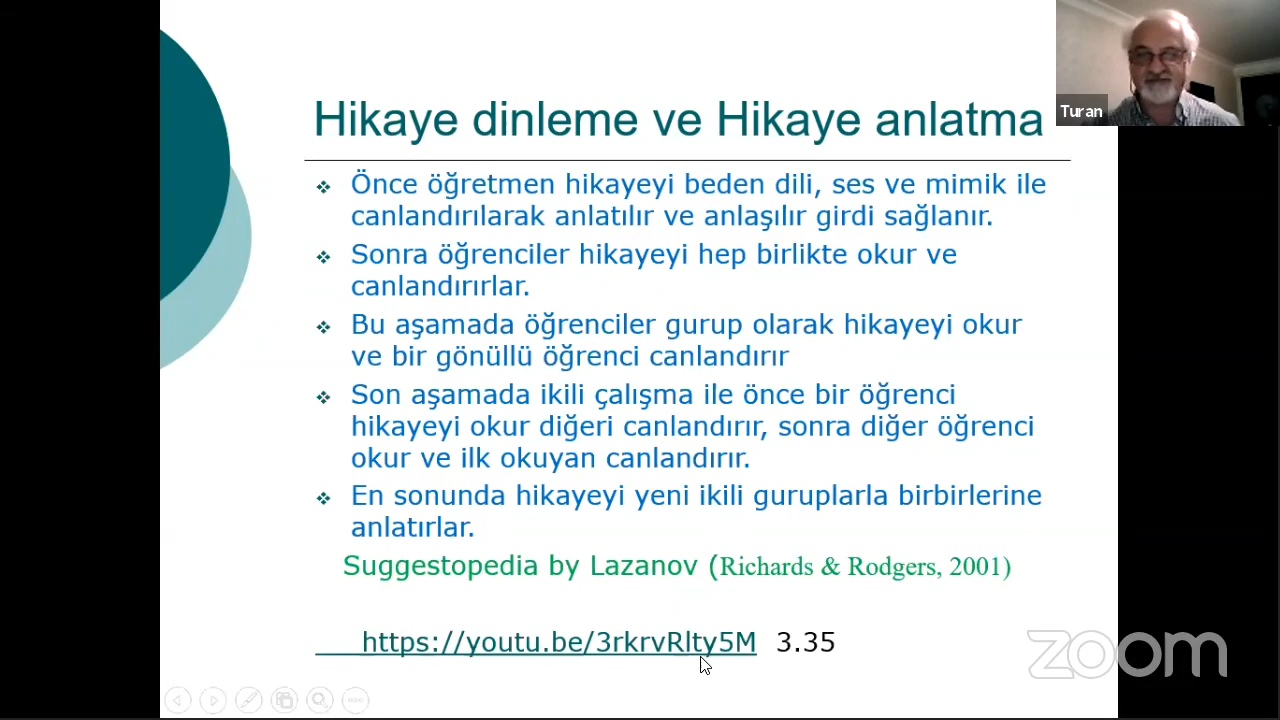 Hikaye dinleme ve Hikaye anlatma
Turan
Önce öğretmen hikayeyi beden dili, ses ve mimik ile
canlandırılarak anlatılır ve anlaşılır girdi sağlanır.
Sonra öğrenciler hikayeyi hep birlikte okur ve
canlandırırlar.
Bu aşamada öğrenciler gurup olarak hikayeyi okur
ve bir gönüllü öğrenci canlandırır
Son aşamada ikili çalışma ile önce bir öğrenci
hikayeyi okur diğeri canlandırır, sonra diğer öğrenci
okur ve ilk okuyan canlandırır.
En sonunda hikayeyi yeni ikili guruplarla birbirlerine
anlatırlar.
Suggestopedia by Lazanov (Richards & Rodgers, 2001)
https://youtu.be/3rkrvRlty5M 3.35
zoom